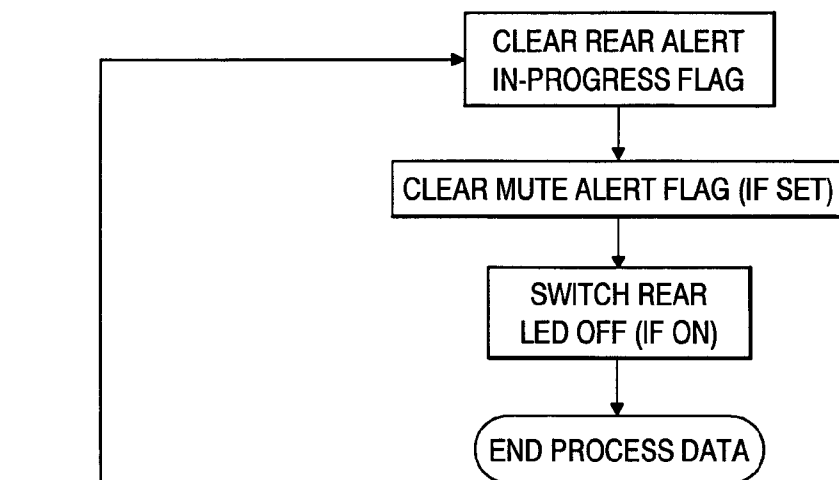 CLEAR REAR ALERT
IN-PROGRESS FLAG
CLEAR MUTE ALERT FLAG (IF SET)
SWITCH REAR
LED OFF (IF ON)
END PROCESS DATA